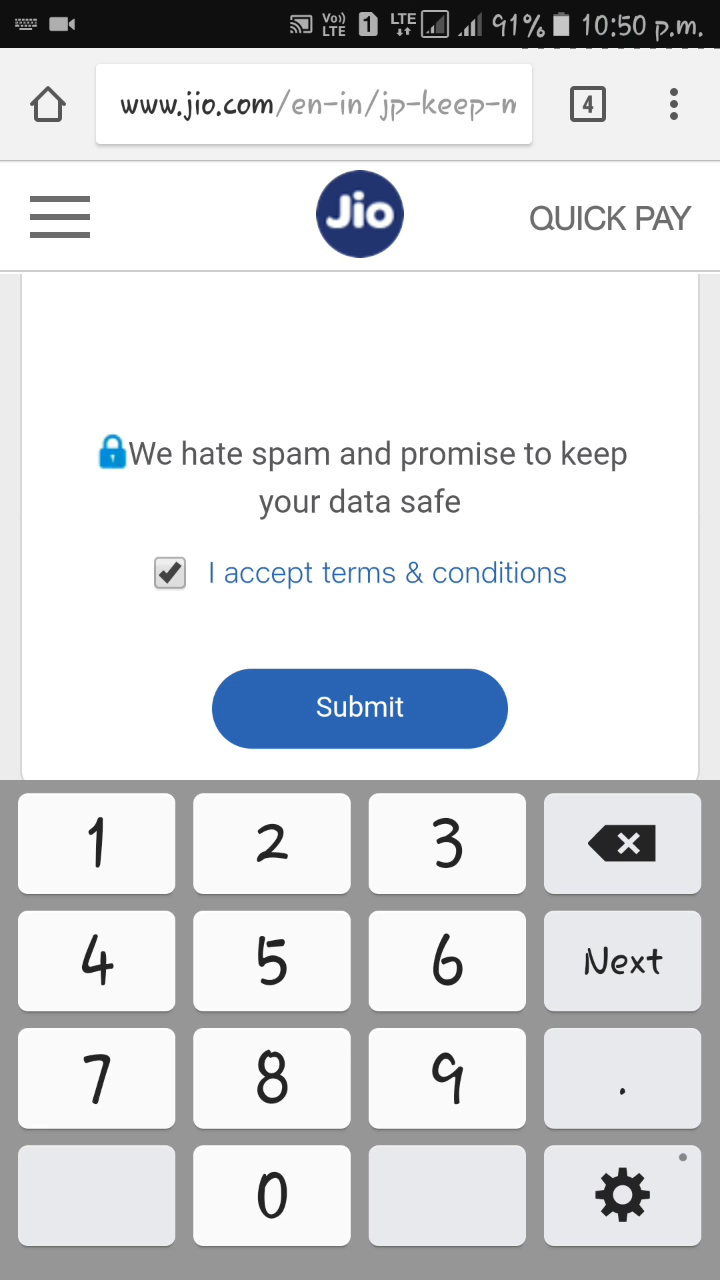 Vo)) LTE 1 LTE 91% 10:50 p.m.
www.jio.com/en-in/jp-keep-m 4
Jio QUICK PAY
We hate spam and promise to keep
your data safe
I accept terms & conditions
Submit
1 2 3
4 5 6 Next
7 8 9 .
0